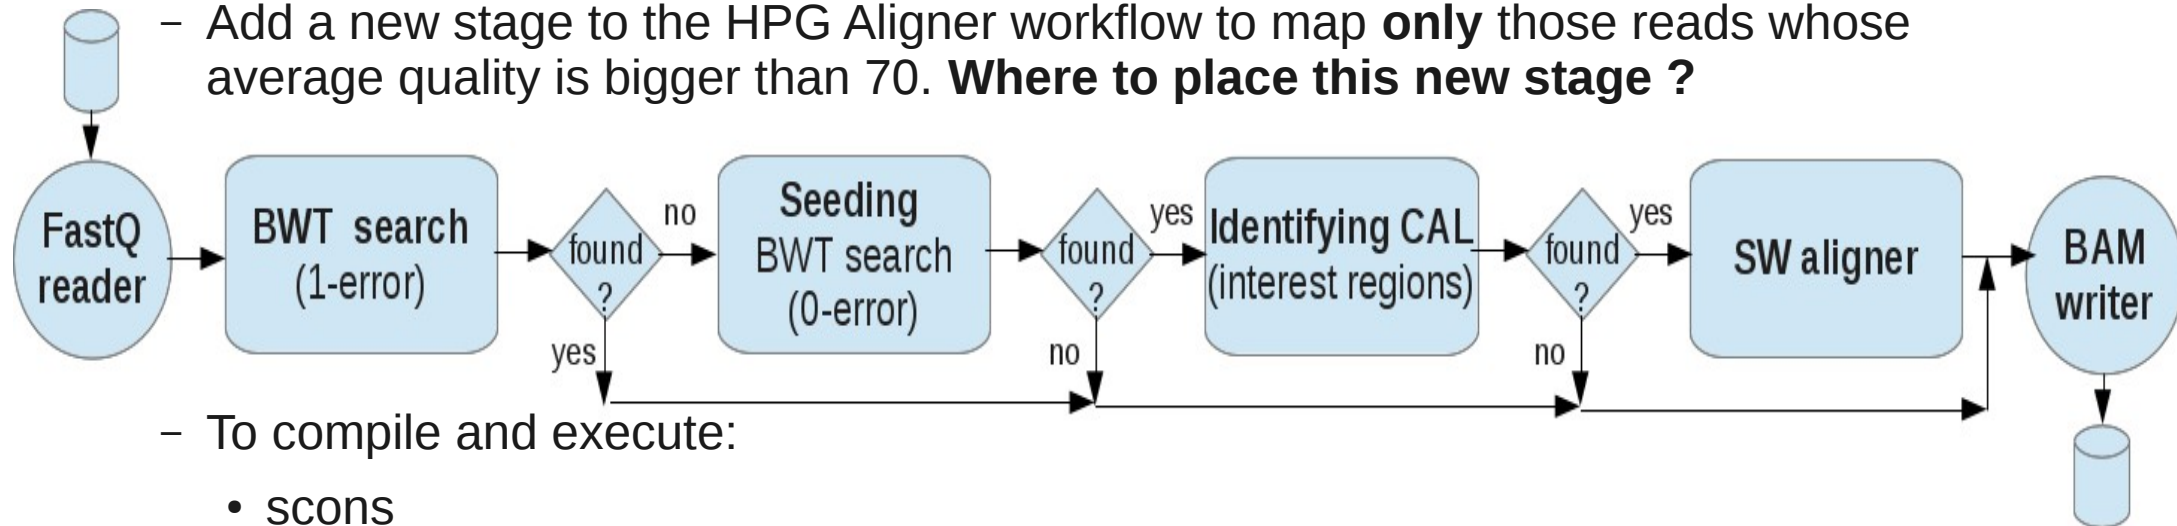 – Add a new stage to the HPG Aligner workflow to map only those reads whose
average quality is bigger than 70. Where to place this new stage ?
FastQ
reader
BWT search
(1-error)
found
?
no
yes
Seeding
BWT search
(0-error)
found
?
yes
no
Identifying CAL
(interest regions)
found
?
yes
no
SW aligner
BAM
writer
– To compile and execute:
• scons